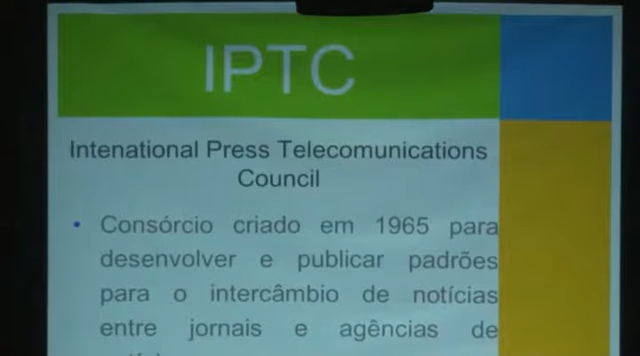 IPTC
Intenational Press Telecomunications
Council
• Consórcio criado em 1965 para
desenvolver e publicar padrões
para o intercâmbio de notícias
entre jornais e agências de